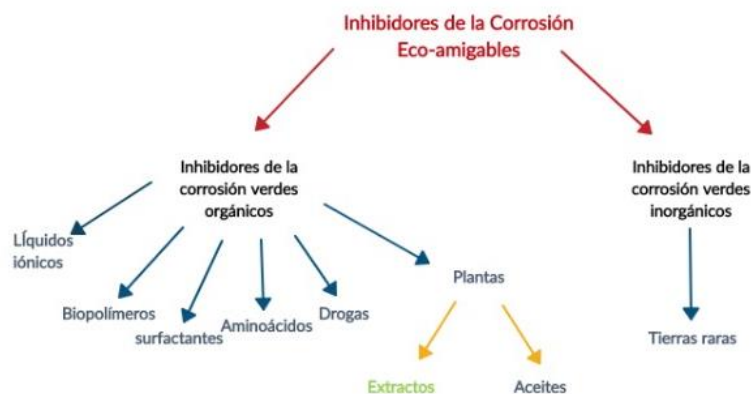 Inhibidores de la Corrosión
Eco-amigables
Inhibidores de la
corrosión verdes
orgánicos
Inhibidores de la
corrosión verdes
inorgánicos
LÍquidos
iónicos
Biopolímeros
surfactantes
Aminoácidos
Drogas
Plantas
Tierras raras
Extractos
Aceites